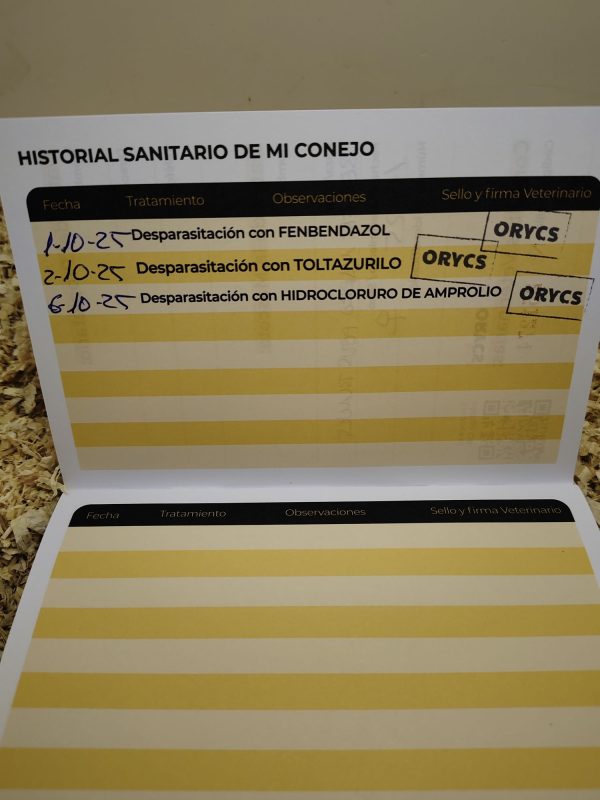 HISTORIAL SANITARIO DE MI CONEJO
Fecha Tratamiento Observaciones Sello y firma Veterinario
1-10-25 Desparasitación con FENBENDAZOL ORYCS
2-10-25 Desparasitación con TOLTAZURILO ORYCS
6-10-25 Desparasitación con HIDROCLORURO DE AMPROLIO ORYCS
Fecha Tratamiento Observaciones Sello y firma Veterinario